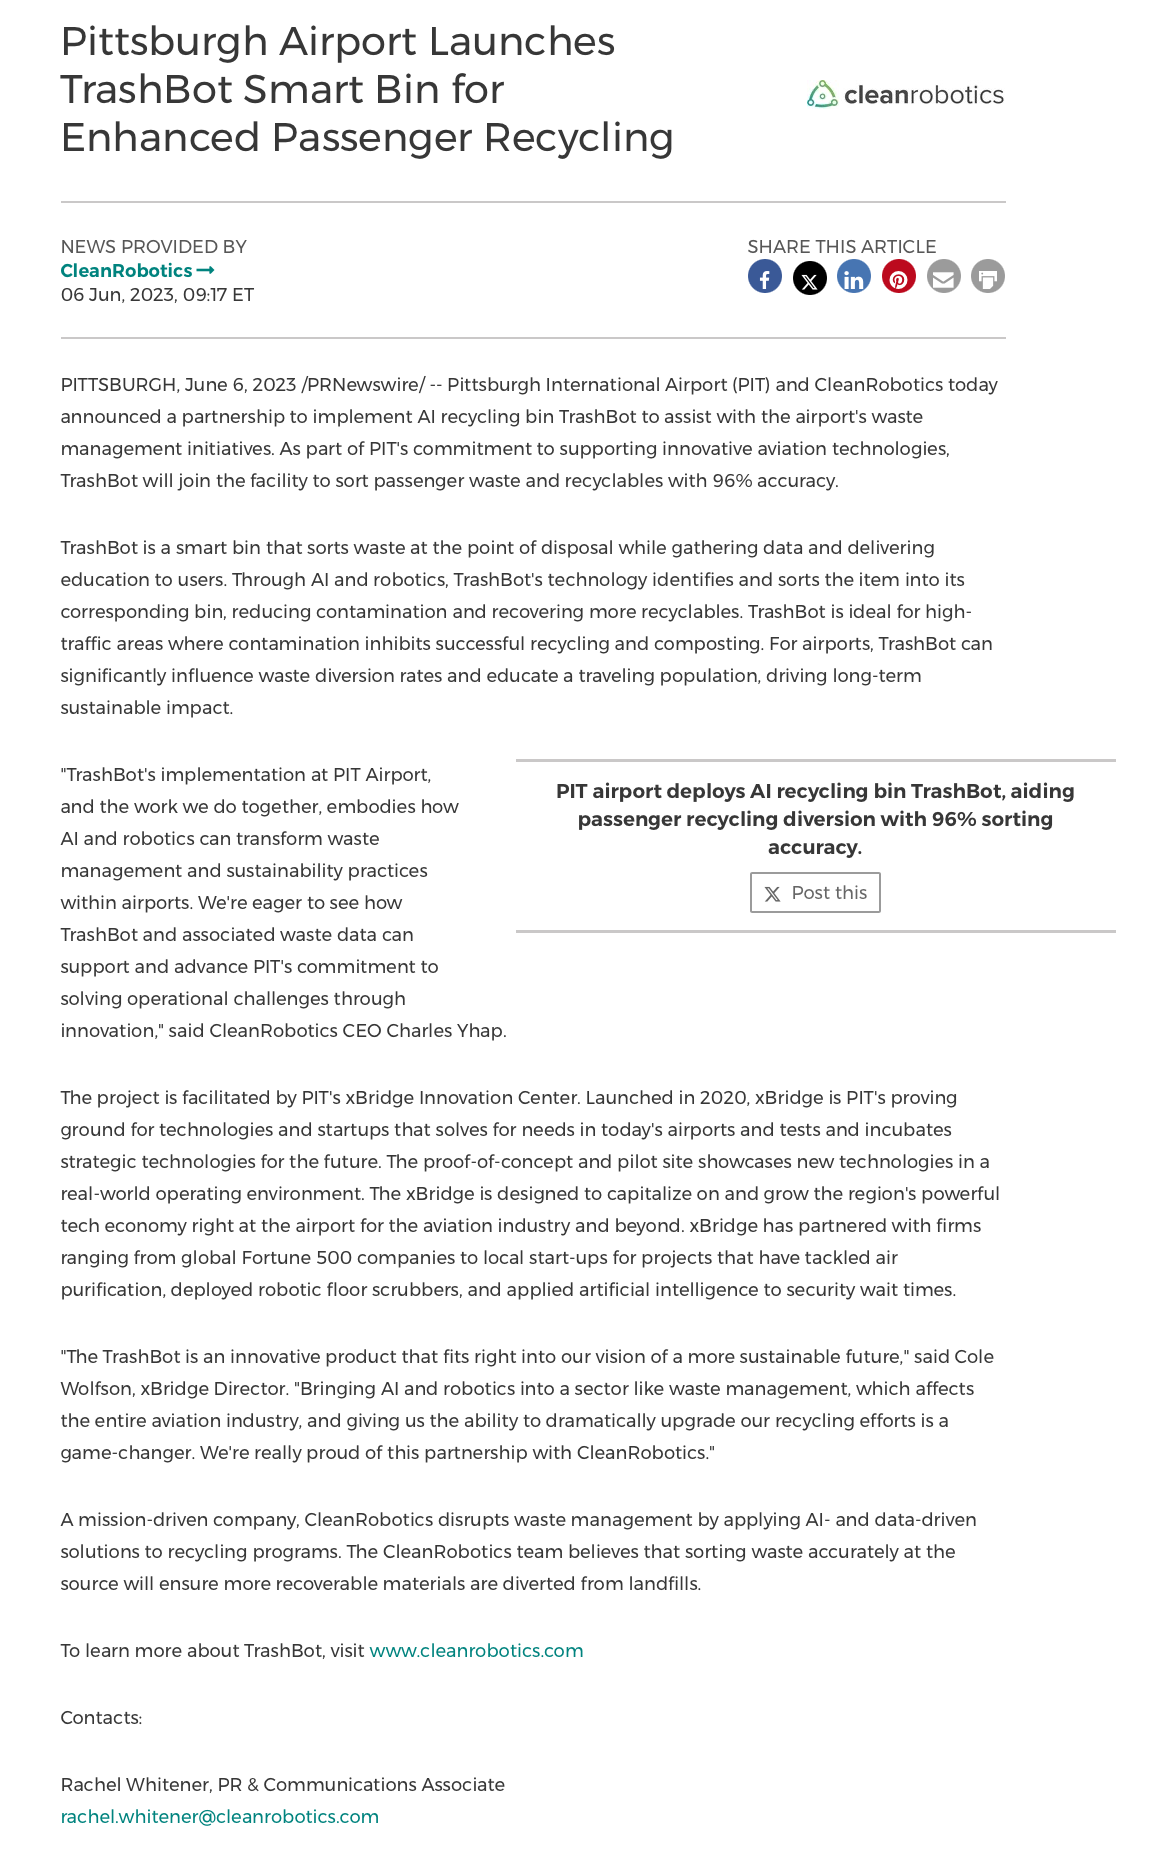 Pittsburgh Airport Launches
TrashBot Smart Bin for
Enhanced Passenger Recycling
cleanrobotics
NEWS PROVIDED BY
CleanRobotics
06 Jun, 2023, 09:17 ET
SHARE THIS ARTICLE
PITTSBURGH, June 6, 2023 /PRNewswire/ -- Pittsburgh International Airport (PIT) and CleanRobotics today
announced a partnership to implement AI recycling bin TrashBot to assist with the airport's waste
management initiatives. As part of PIT's commitment to supporting innovative aviation technologies,
TrashBot will join the facility to sort passenger waste and recyclables with 96% accuracy.
TrashBot is a smart bin that sorts waste at the point of disposal while gathering data and delivering
education to users. Through AI and robotics, TrashBot's technology identifies and sorts the item into its
corresponding bin, reducing contamination and recovering more recyclables. TrashBot is ideal for high-
traffic areas where contamination inhibits successful recycling and composting. For airports, TrashBot can
significantly influence waste diversion rates and educate a traveling population, driving long-term
sustainable impact.
"TrashBot's implementation at PIT Airport,
and the work we do together, embodies how
AI and robotics can transform waste
management and sustainability practices
within airports. We're eager to see how
TrashBot and associated waste data can
support and advance PIT's commitment to
solving operational challenges through
innovation," said CleanRobotics CEO Charles Yhap.
PIT airport deploys AI recycling bin TrashBot, aiding
passenger recycling diversion with 96% sorting
accuracy.
Post this
The project is facilitated by PIT's xBridge Innovation Center. Launched in 2020, xBridge is PIT's proving
ground for technologies and startups that solves for needs in today's airports and tests and incubates
strategic technologies for the future. The proof-of-concept and pilot site showcases new technologies in a
real-world operating environment. The xBridge is designed to capitalize on and grow the region's powerful
tech economy right at the airport for the aviation industry and beyond. xBridge has partnered with firms
ranging from global Fortune 500 companies to local start-ups for projects that have tackled air
purification, deployed robotic floor scrubbers, and applied artificial intelligence to security wait times.
"The TrashBot is an innovative product that fits right into our vision of a more sustainable future," said Cole
Wolfson, xBridge Director. "Bringing AI and robotics into a sector like waste management, which affects
the entire aviation industry, and giving us the ability to dramatically upgrade our recycling efforts is a
game-changer. We're really proud of this partnership with CleanRobotics."
A mission-driven company, CleanRobotics disrupts waste management by applying AI- and data-driven
solutions to recycling programs. The CleanRobotics team believes that sorting waste accurately at the
source will ensure more recoverable materials are diverted from landfills.
To learn more about TrashBot, visit www.cleanrobotics.com
Contacts:
Rachel Whitener, PR & Communications Associate
rachel.whitener@cleanrobotics.com